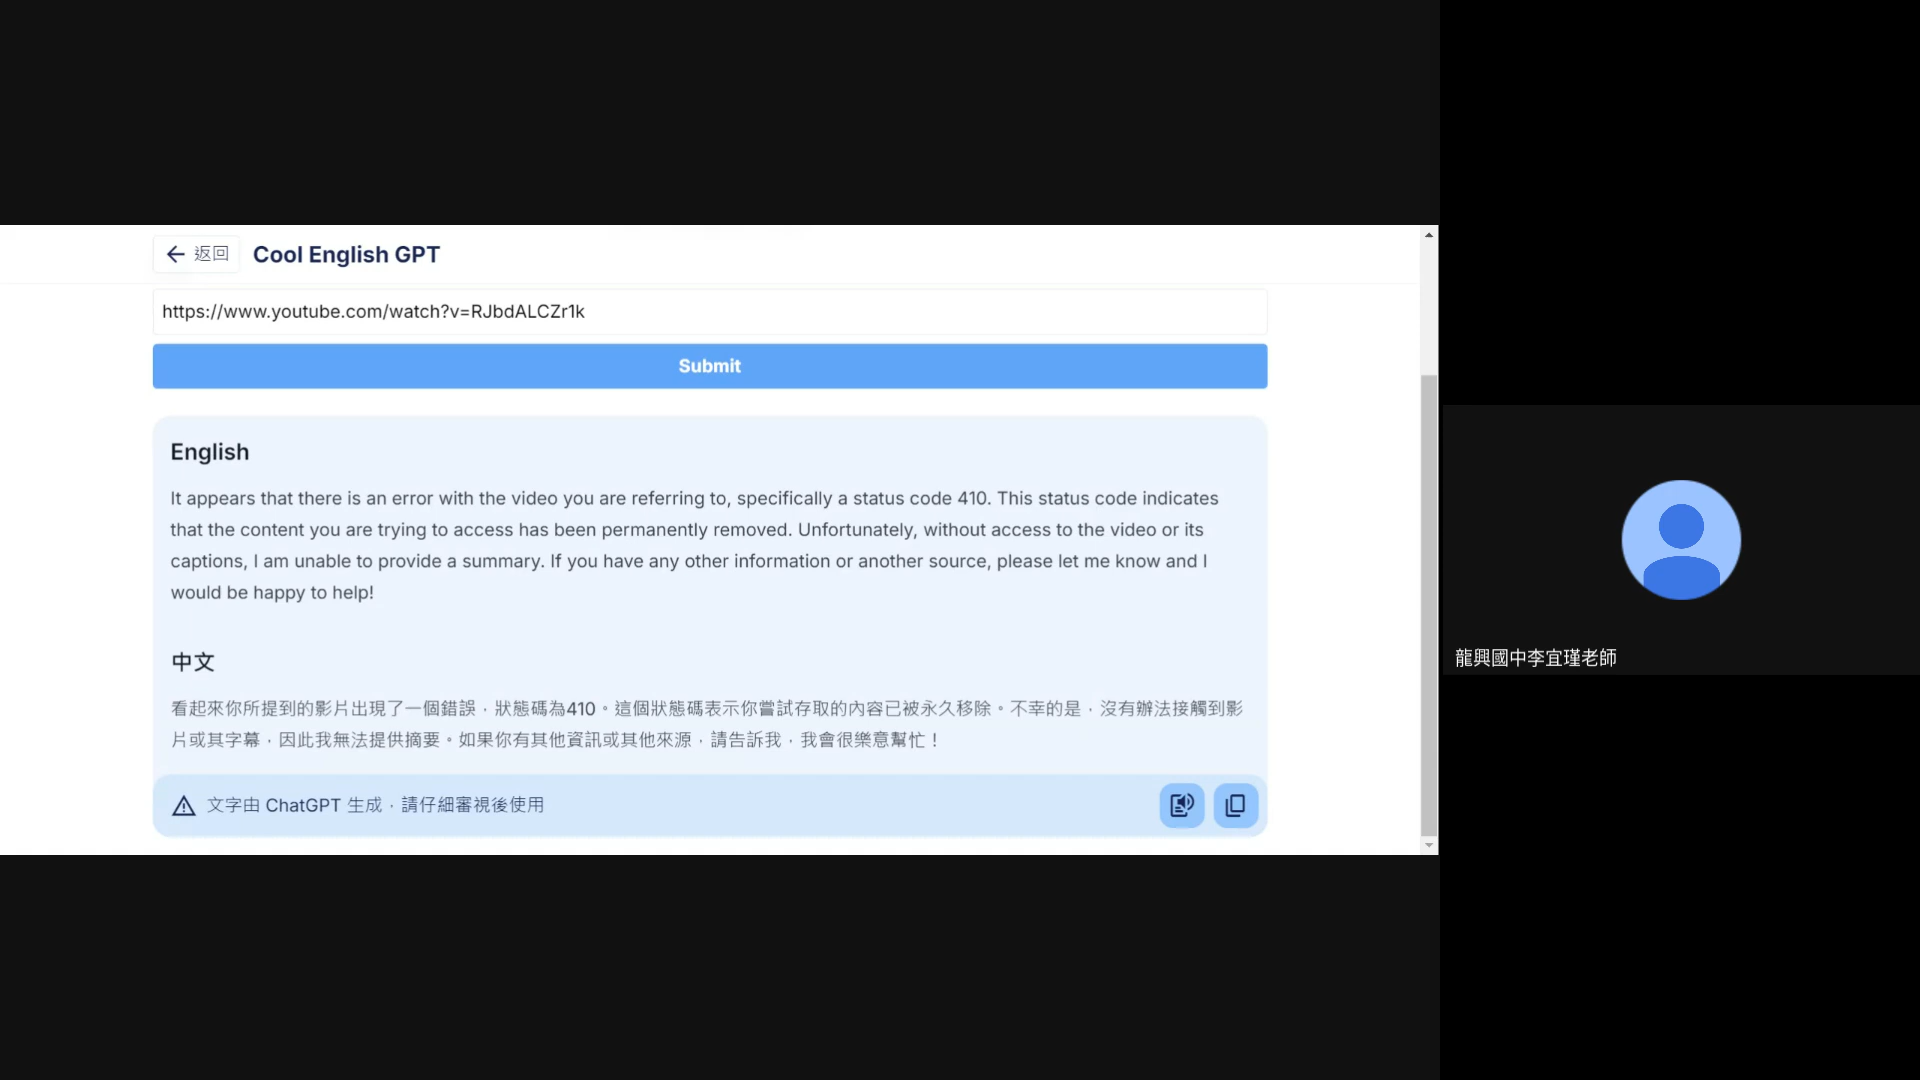 返回
Cool English GPT
https://www.youtube.com/watch?v=RJbdALCZr1k
Submit
English
It appears that there is an error with the video you are referring to, specifically a status code 410. This status code indicates
that the content you are trying to access has been permanently removed. Unfortunately, without access to the video or its
captions, I am unable to provide a summary. If you have any other information or another source, please let me know and I
would be happy to help!
中文
看起來你所提到的影片出現了一個錯誤，狀態碼為410。這個狀態碼表示你嘗試存取的內容已被永久移除。不幸的是，沒有辦法接觸到影
片或其字幕，因此我無法提供摘要。如果你有其他資訊或其他來源，請告訴我，我會很樂意幫忙！
文字由 ChatGPT 生成，請仔細審視後使用
龍興國中李宜瑾老師